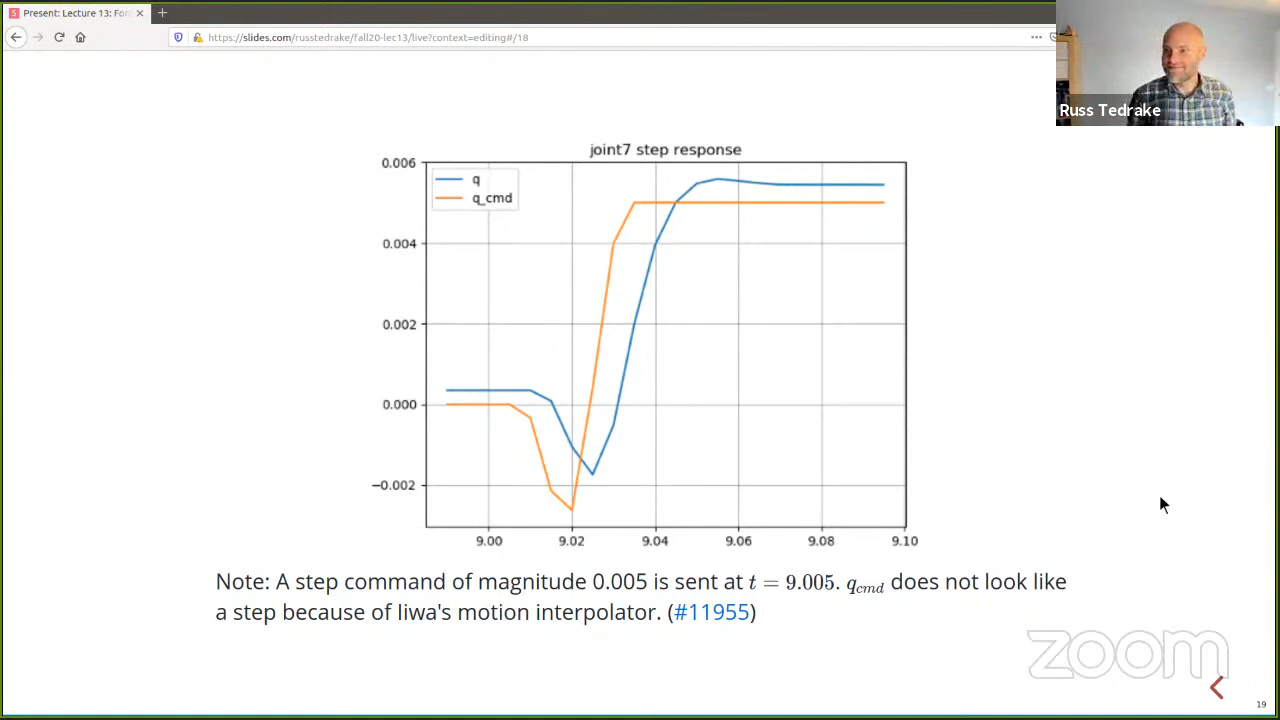 Present: Lecture 13: For
https://slides.com/russtedrake/fall20-lec13/live?context=editing#/18
Russ Tedrake
joint7 step response
q
q_cmd
0.006
0.004
0.002
0.000
−0.002
9.00 9.02 9.04 9.06 9.08 9.10
Note: A step command of magnitude 0.005 is sent at t = 9.005. qcmd does not look like
a step because of Iiwa's motion interpolator. (#11955)
zoom
19